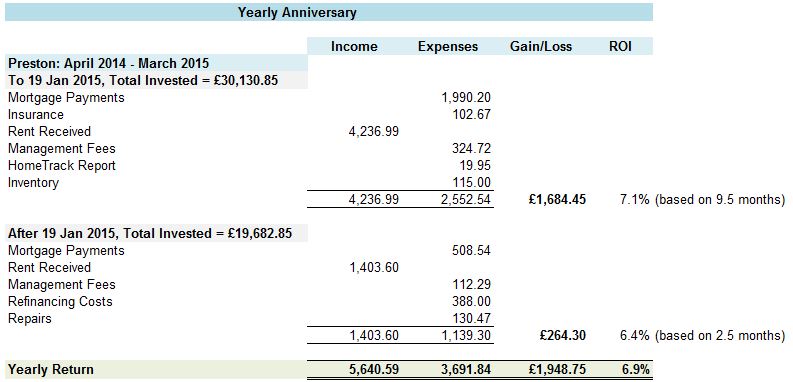 Yearly Anniversary
Income Expenses Gain/Loss ROI
Preston: April 2014 - March 2015
To 19 Jan 2015, Total Invested = £30,130.85
Mortgage Payments 1,990.20
Insurance 102.67
Rent Received 4,236.99
Management Fees 324.72
HomeTrack Report 19.95
Inventory 115.00
4,236.99 2,552.54 £1,684.45 7.1% (based on 9.5 months)
After 19 Jan 2015, Total Invested = £19,682.85
Mortgage Payments 508.54
Rent Received 1,403.60
Management Fees 112.29
Refinancing Costs 388.00
Repairs 130.47
1,403.60 1,139.30 £264.30 6.4% (based on 2.5 months)
Yearly Return 5,640.59 3,691.84 £1,948.75 6.9%